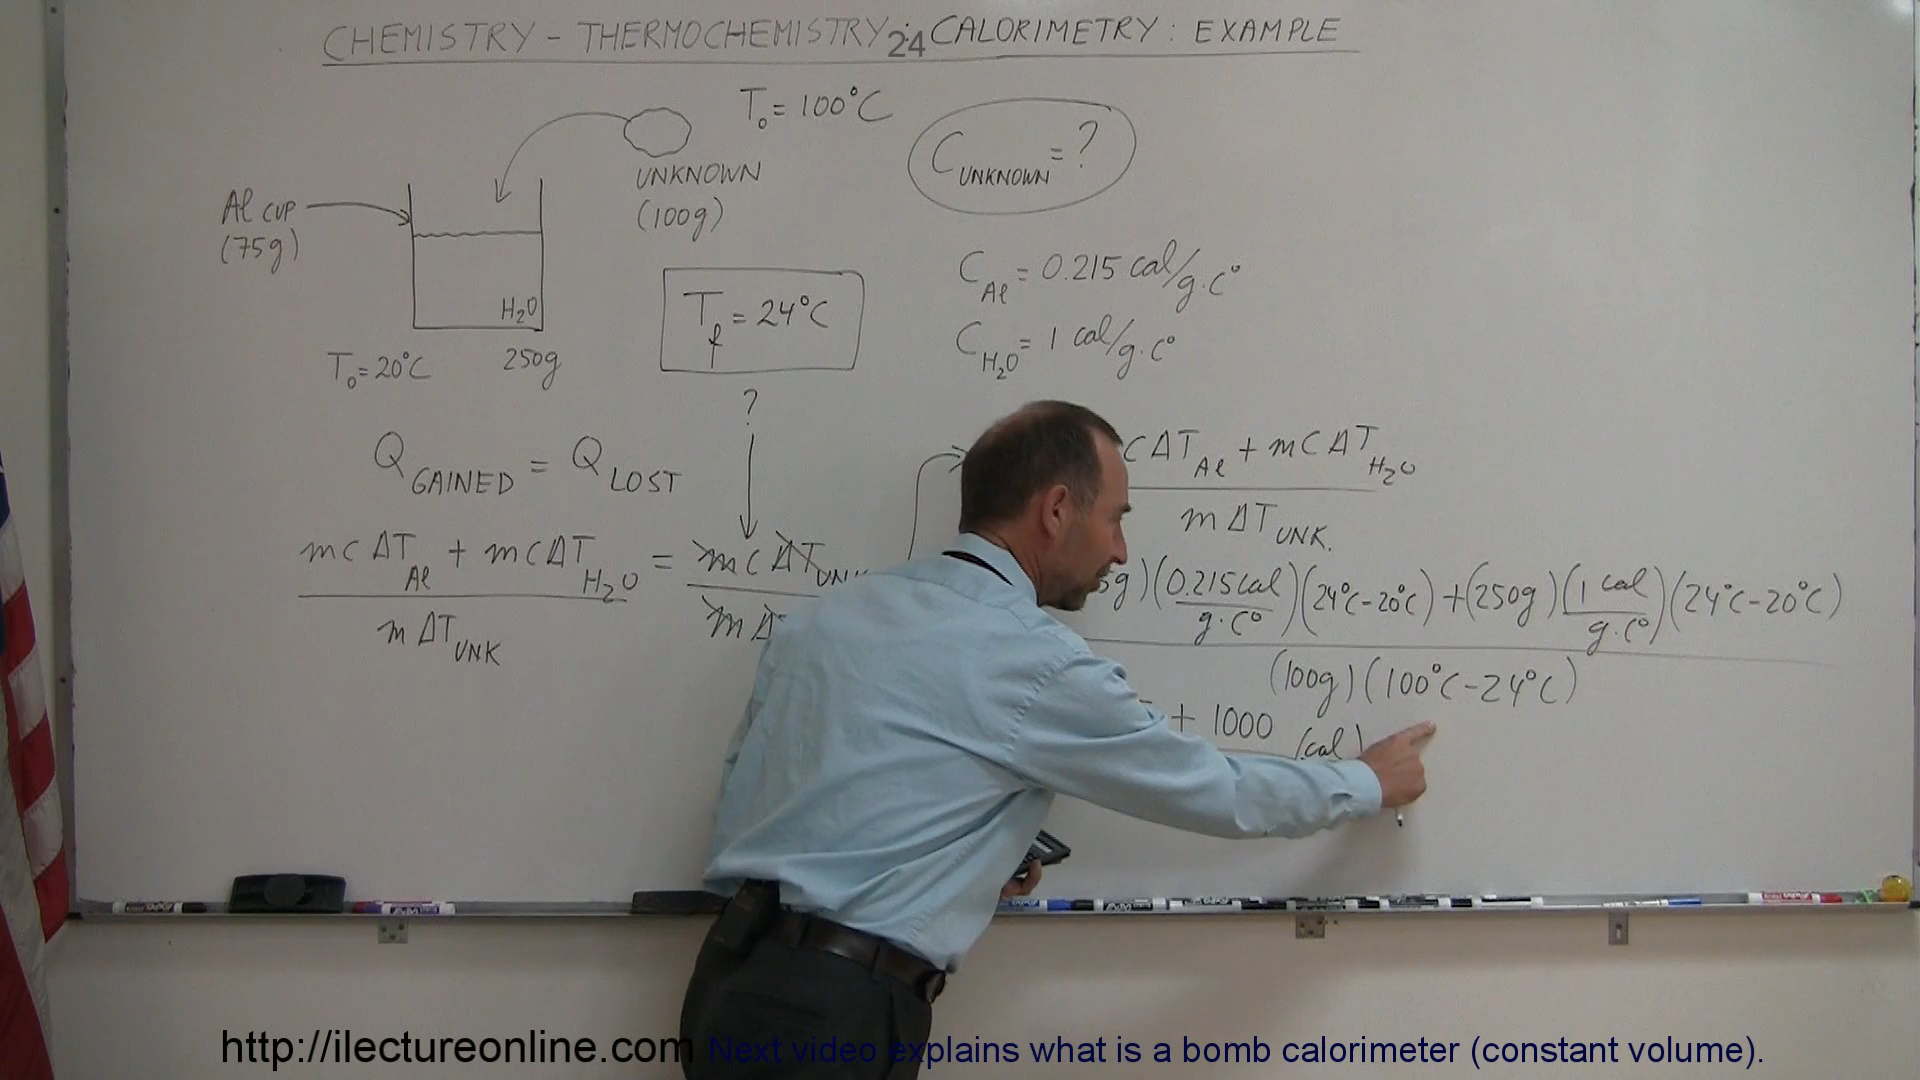 CHEMISTRY - THERMOCHEMISTRY 24: CALORIMETRY: EXAMPLE
T₀ = 100°C
C UNKNOWN = ?
UNKNOWN
(100g)
Al CUP
(75g)
H₂O
T₀=20°C
250g
T_f = 24°C
?
C_Al = 0.215 cal/g.C°
C_H₂O = 1 cal/g.C°
Q GAINED = Q LOST
mCΔT_Al + mCΔT_H₂O = mCΔT_UNK
mΔT_UNK mΔ
CΔT_Al + mCΔT_H₂O
mΔT_UNK.
5g)(0.215 cal/g.C°)(24°C-20°C)+(250g)(1 cal/g.C°)(24°C-20°C)
(100g)(100°C-24°C)
+ 1000 (cal)
http://ilectureonline.com Next video explains what is a bomb calorimeter (constant volume).